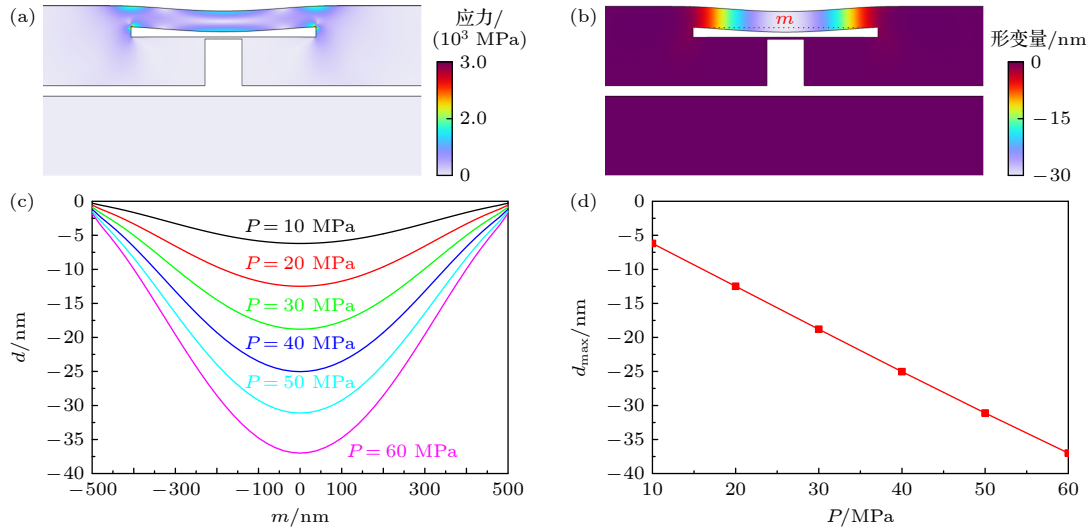 (a)
应力/
(10³ MPa)
3.0
2.0
0
(b)
m
形变量/nm
0
−15
−30
(c)
0
−5
−10
−15
−20
−25
−30
−35
−40
d/nm
P = 10 MPa
P = 20 MPa
P = 30 MPa
P = 40 MPa
P = 50 MPa
P = 60 MPa
−500 −300 −100 0 100 300 500
m/nm
(d)
0
−5
−10
−15
−20
−25
−30
−35
−40
dmax/nm
10 20 30 40 50 60
P/MPa